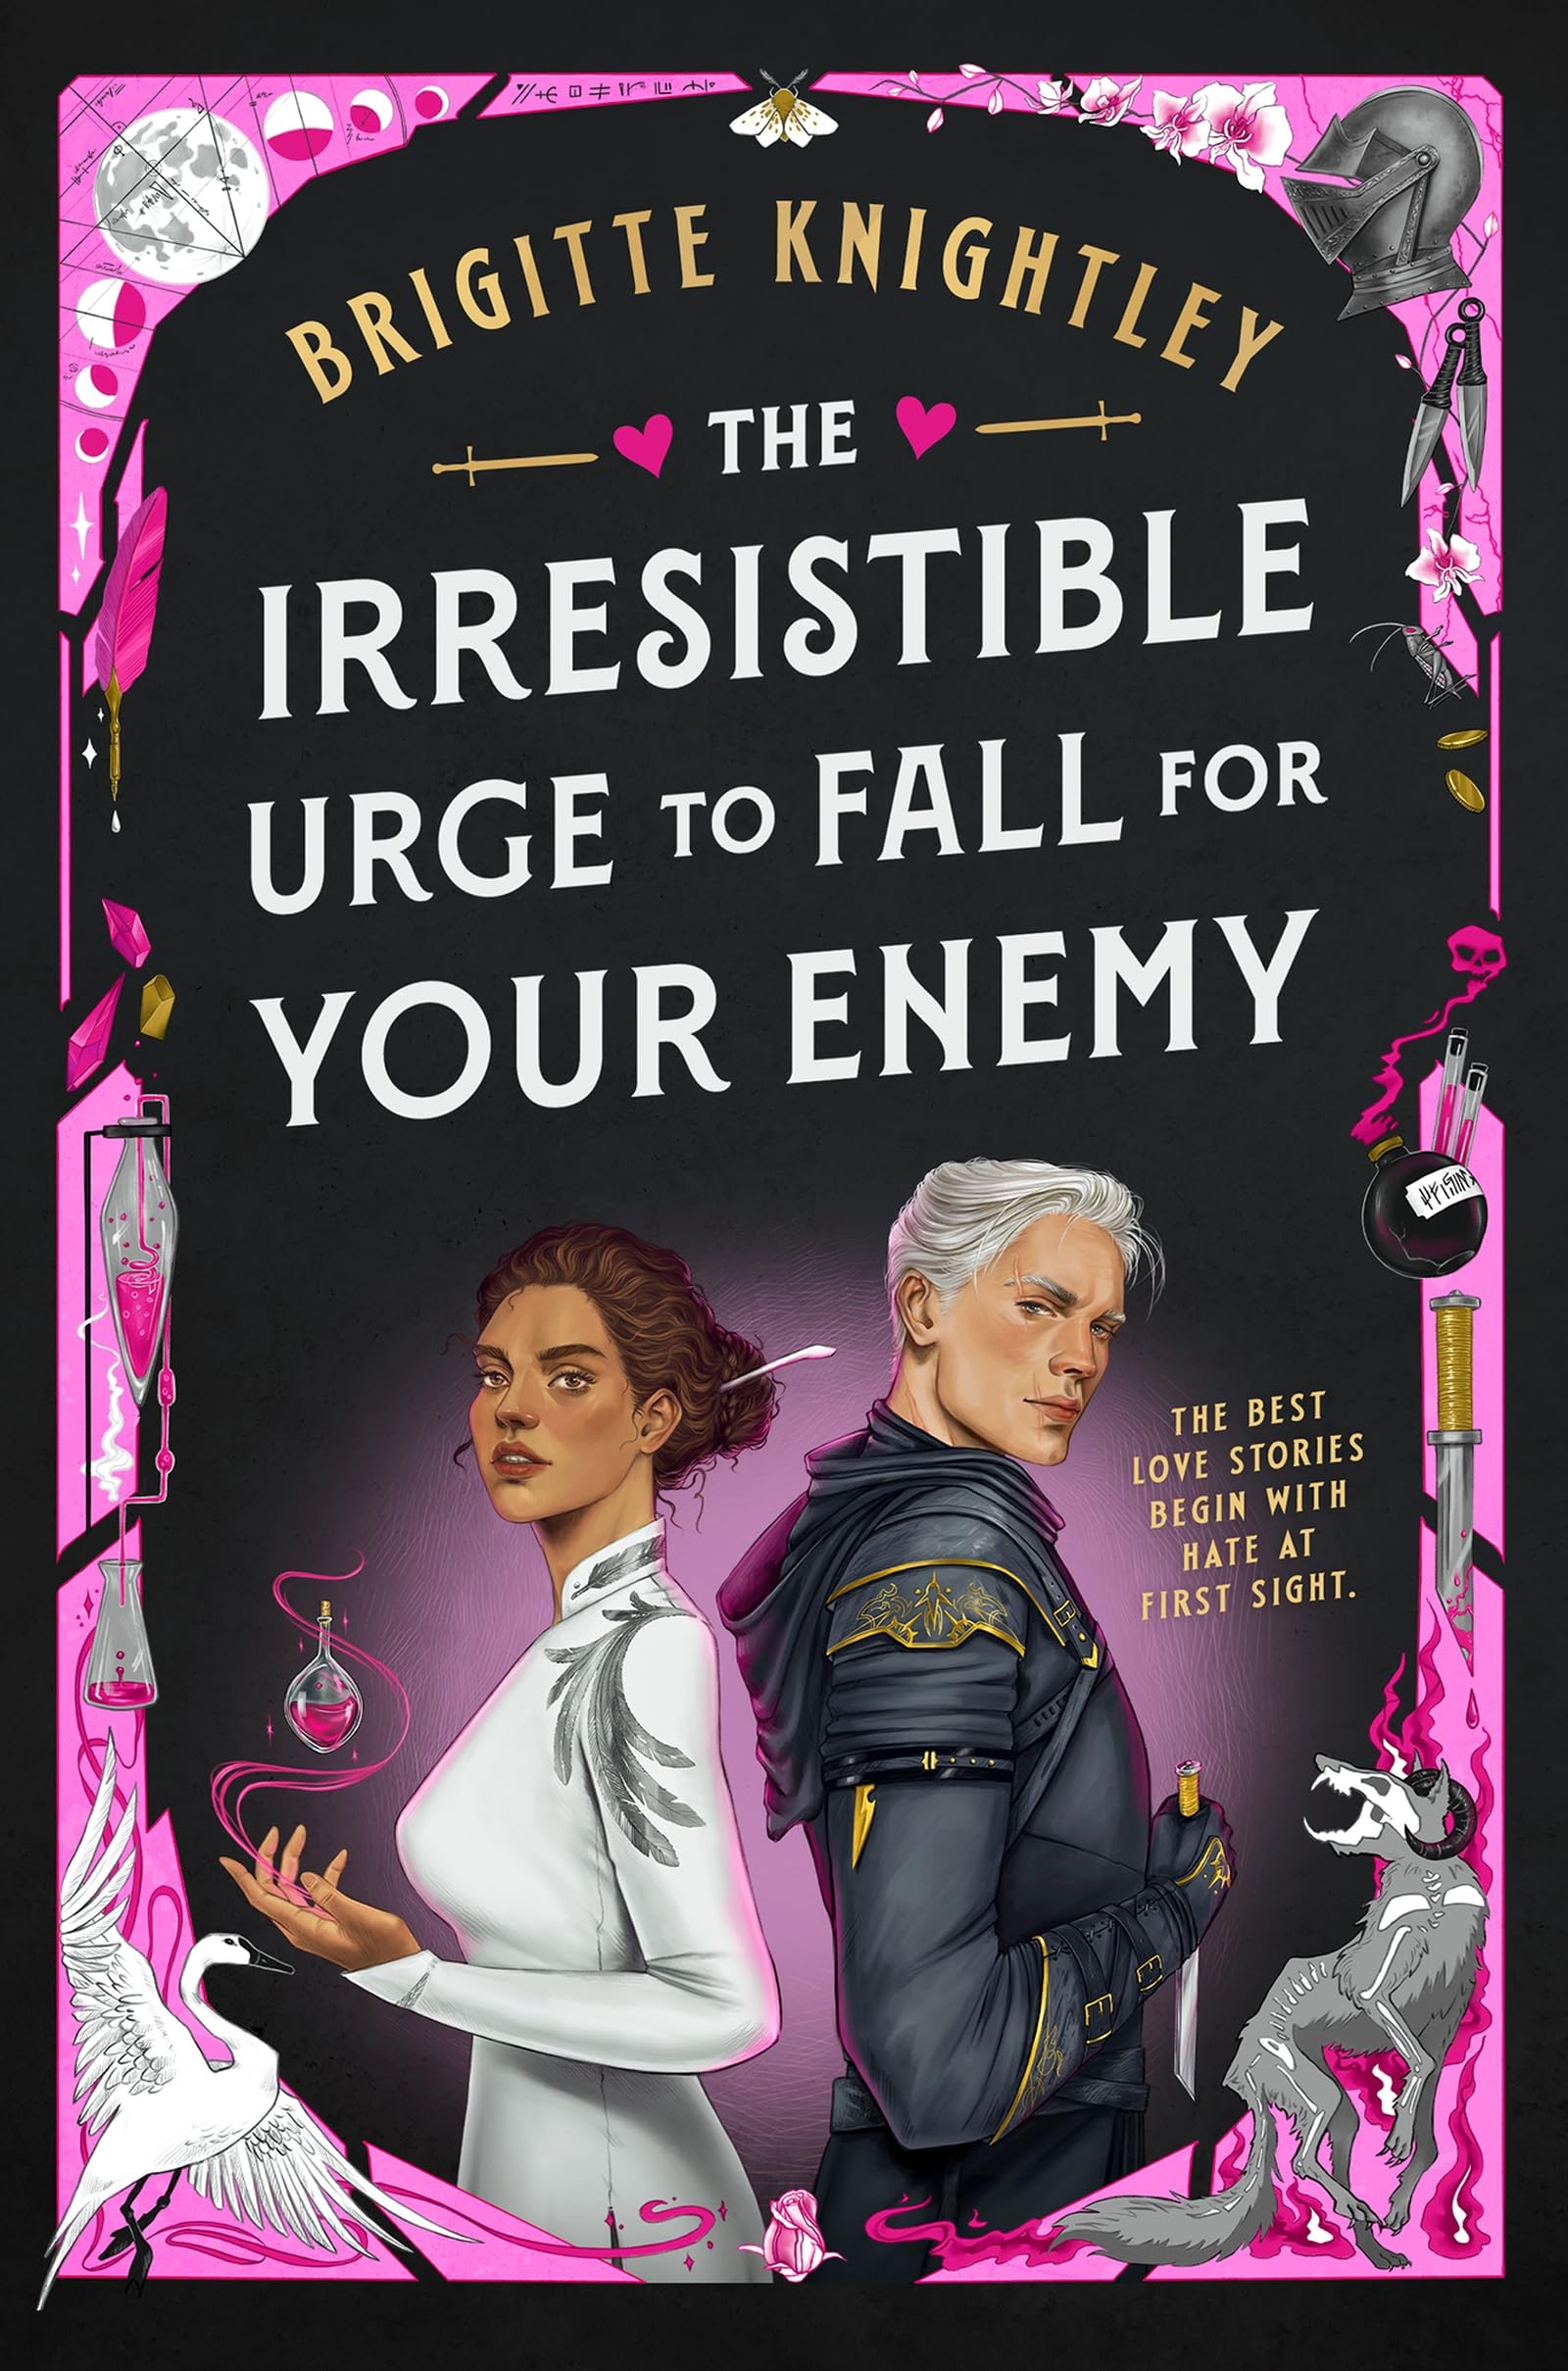 BRIGITTE KNIGHTLEY
THE
IRRESISTIBLE
URGE TO FALL FOR
YOUR ENEMY
THE BEST
LOVE STORIES
BEGIN WITH
HATE AT
FIRST SIGHT.